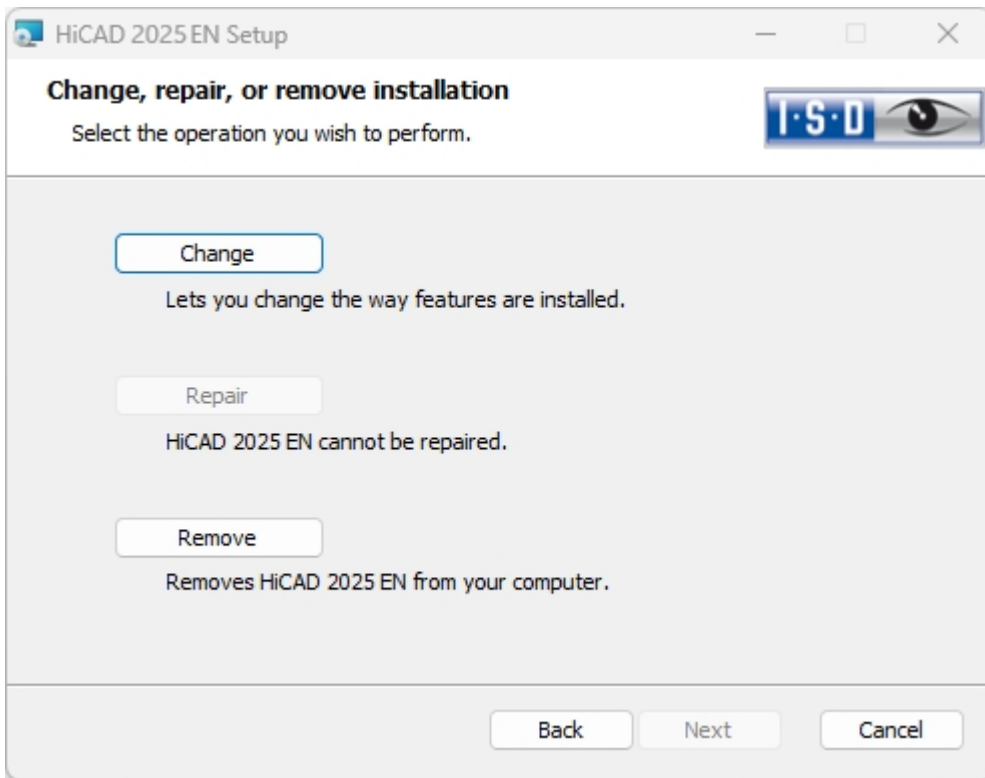 HiCAD 2025 EN Setup
Change, repair, or remove installation
Select the operation you wish to perform.
I·S·D
Change
Lets you change the way features are installed.
Repair
HiCAD 2025 EN cannot be repaired.
Remove
Removes HiCAD 2025 EN from your computer.
Back Next Cancel